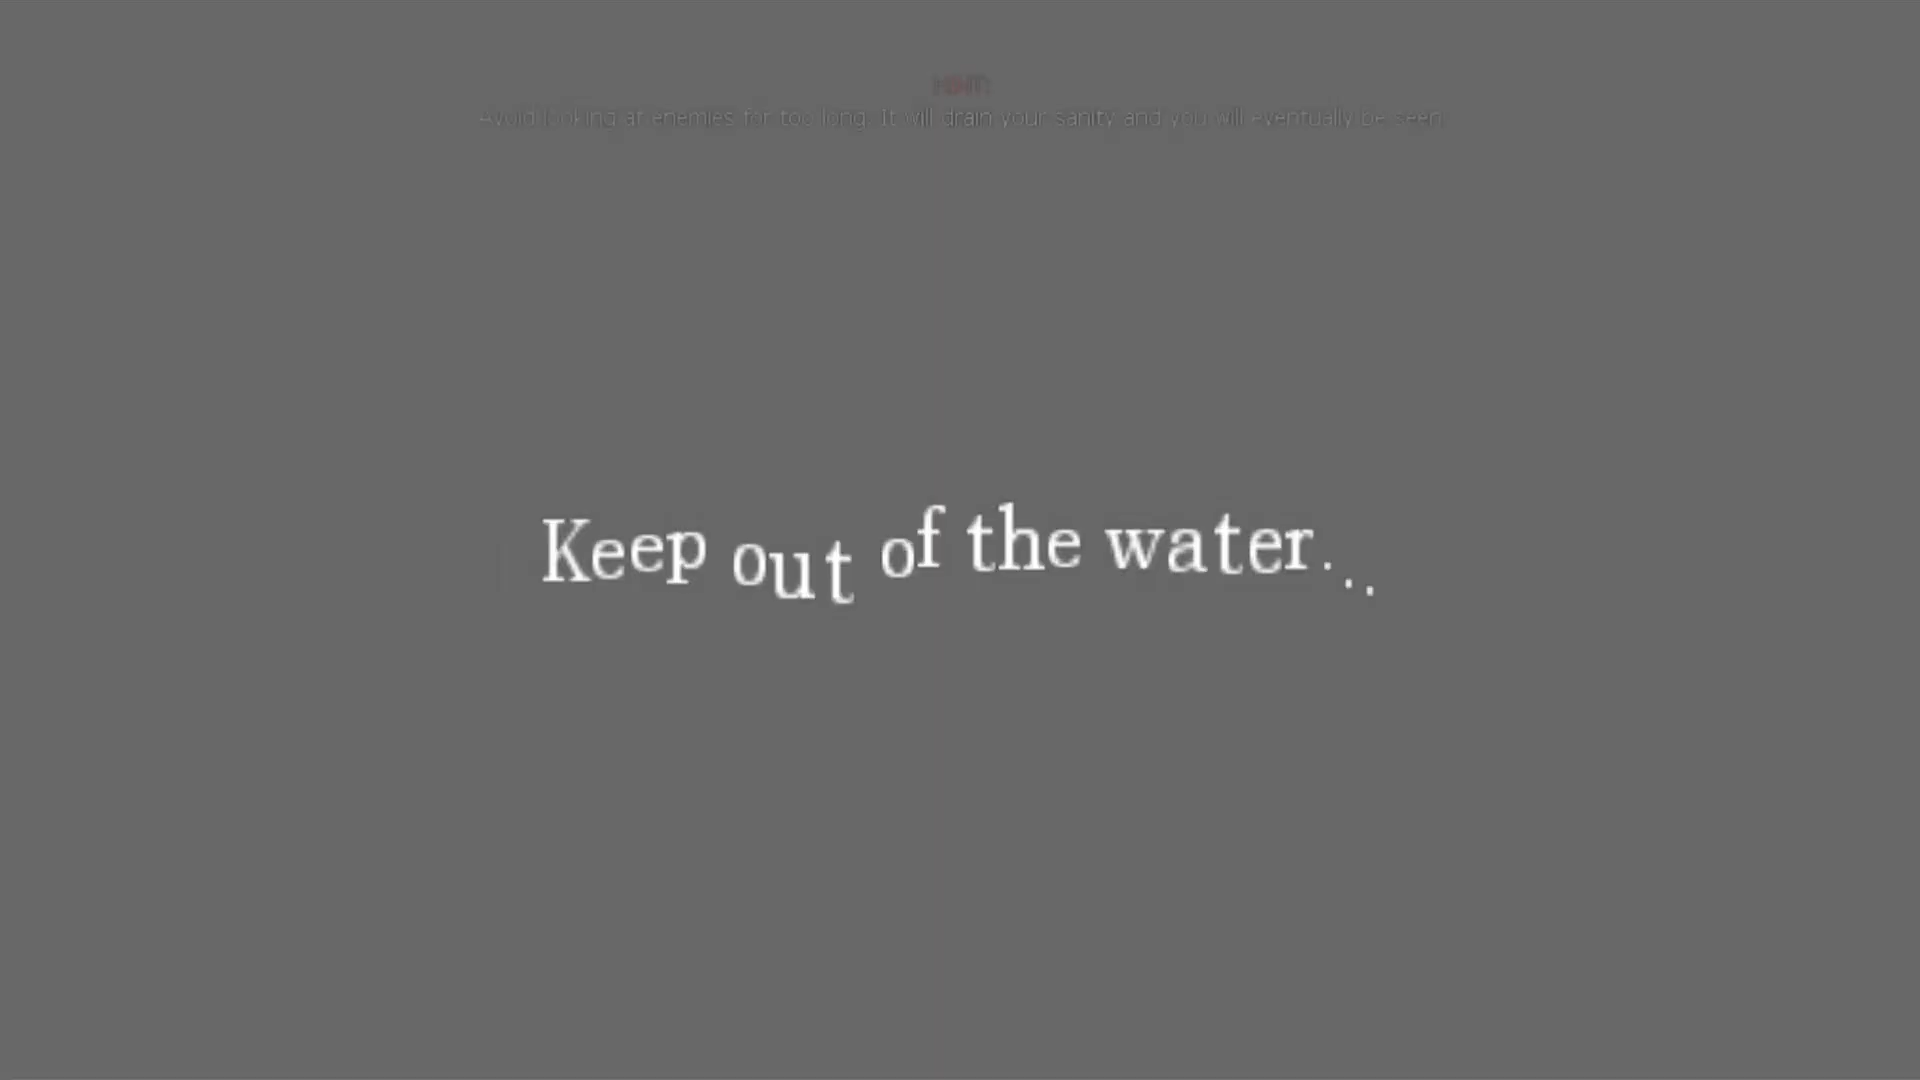 Avoid looking at enemies for too long. It will drain your sanity and you will eventually be seen.
Keep out of the water...